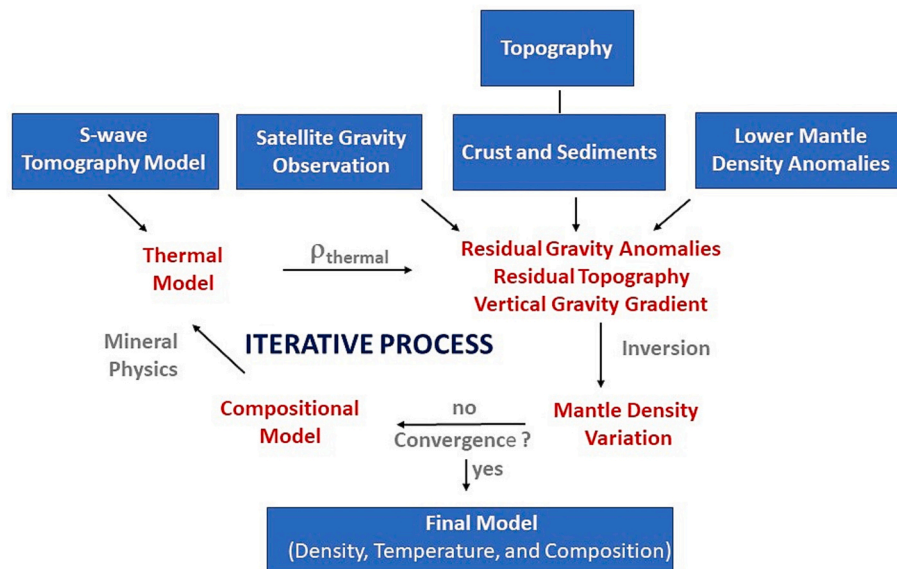 Topography
S-wave
Tomography Model
Satellite Gravity
Observation
Crust and Sediments
Lower Mantle
Density Anomalies
Thermal
Model
ρthermal
Residual Gravity Anomalies
Residual Topography
Vertical Gravity Gradient
Mineral
Physics
ITERATIVE PROCESS
Inversion
Compositional
Model
no
Convergence ?
yes
Mantle Density
Variation
Final Model
(Density, Temperature, and Composition)